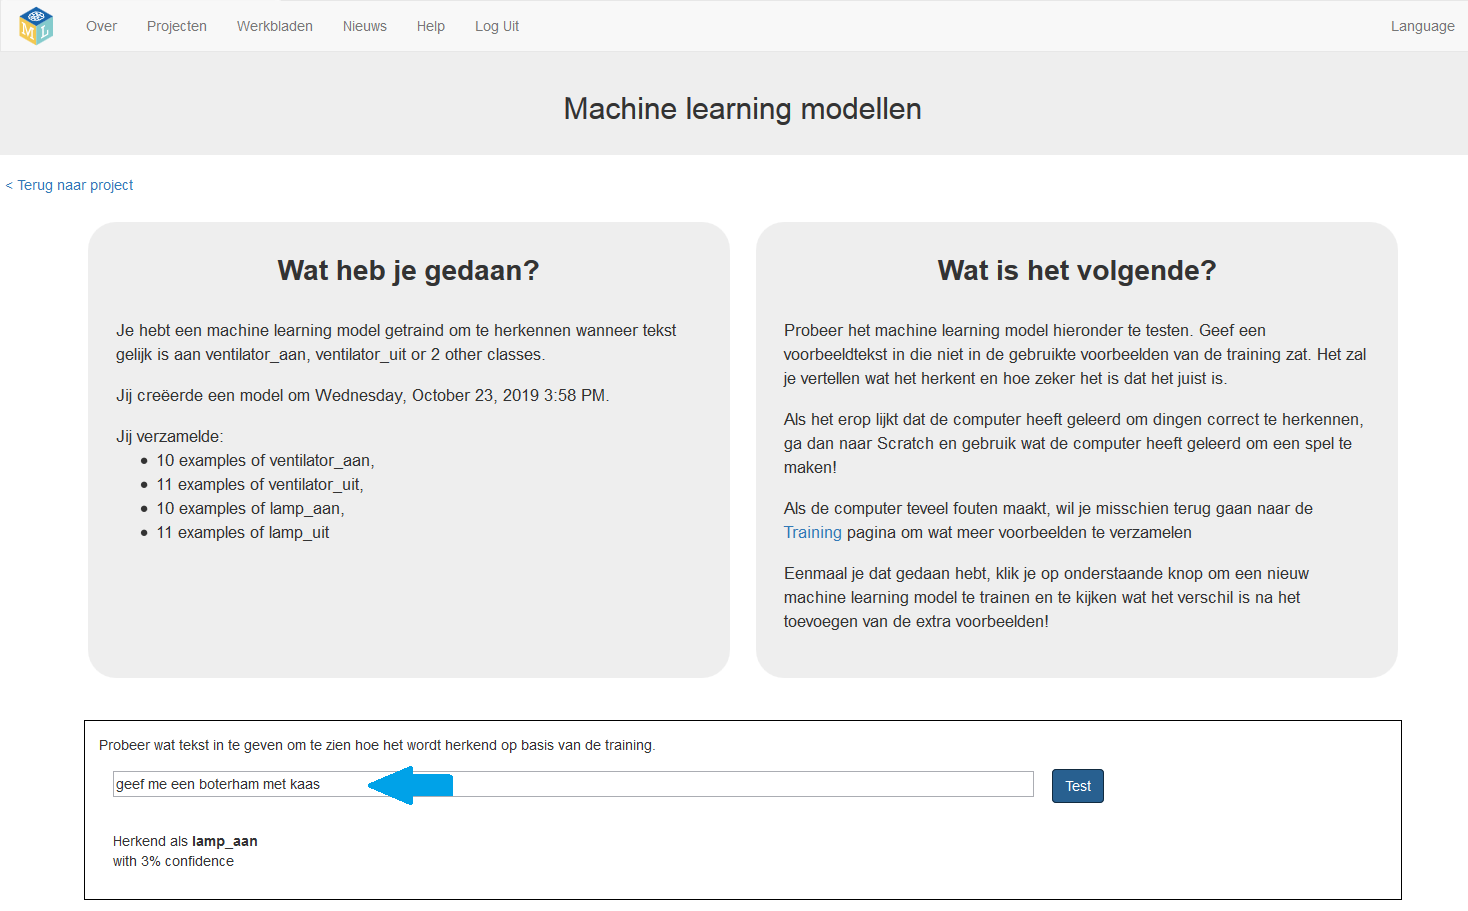 ML
Over Projecten Werkbladen Nieuws Help Log Uit Language
Machine learning modellen
< Terug naar project
Wat heb je gedaan?
Je hebt een machine learning model getraind om te herkennen wanneer tekst
gelijk is aan ventilator_aan, ventilator_uit or 2 other classes.
Jij creëerde een model om Wednesday, October 23, 2019 3:58 PM.
Jij verzamelde:
• 10 examples of ventilator_aan,
• 11 examples of ventilator_uit,
• 10 examples of lamp_aan,
• 11 examples of lamp_uit
Wat is het volgende?
Probeer het machine learning model hieronder te testen. Geef een
voorbeeldtekst in die niet in de gebruikte voorbeelden van de training zat. Het zal
je vertellen wat het herkent en hoe zeker het is dat het juist is.
Als het erop lijkt dat de computer heeft geleerd om dingen correct te herkennen,
ga dan naar Scratch en gebruik wat de computer heeft geleerd om een spel te
maken!
Als de computer teveel fouten maakt, wil je misschien terug gaan naar de
Training pagina om wat meer voorbeelden te verzamelen
Eenmaal je dat gedaan hebt, klik je op onderstaande knop om een nieuw
machine learning model te trainen en te kijken wat het verschil is na het
toevoegen van de extra voorbeelden!
Probeer wat tekst in te geven om te zien hoe het wordt herkend op basis van de training.
geef me een boterham met kaas
Test
Herkend als lamp_aan
with 3% confidence